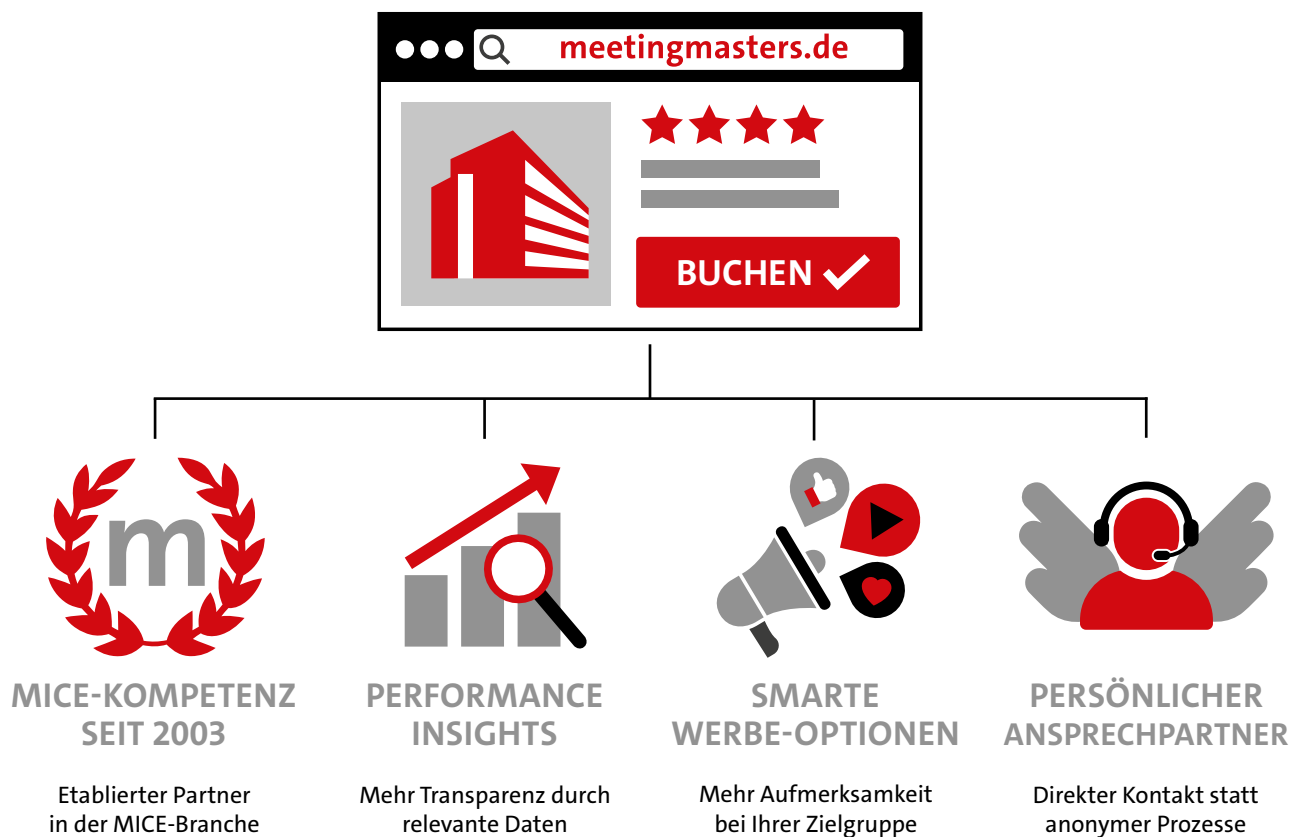 meetingmasters.de
BUCHEN
m
MICE-KOMPETENZ
SEIT 2003
Etablierter Partner
in der MICE-Branche
PERFORMANCE
INSIGHTS
Mehr Transparenz durch
relevante Daten
SMARTE
WERBE-OPTIONEN
Mehr Aufmerksamkeit
bei Ihrer Zielgruppe
PERSÖNLICHER
ANSPRECHPARTNER
Direkter Kontakt statt
anonymer Prozesse